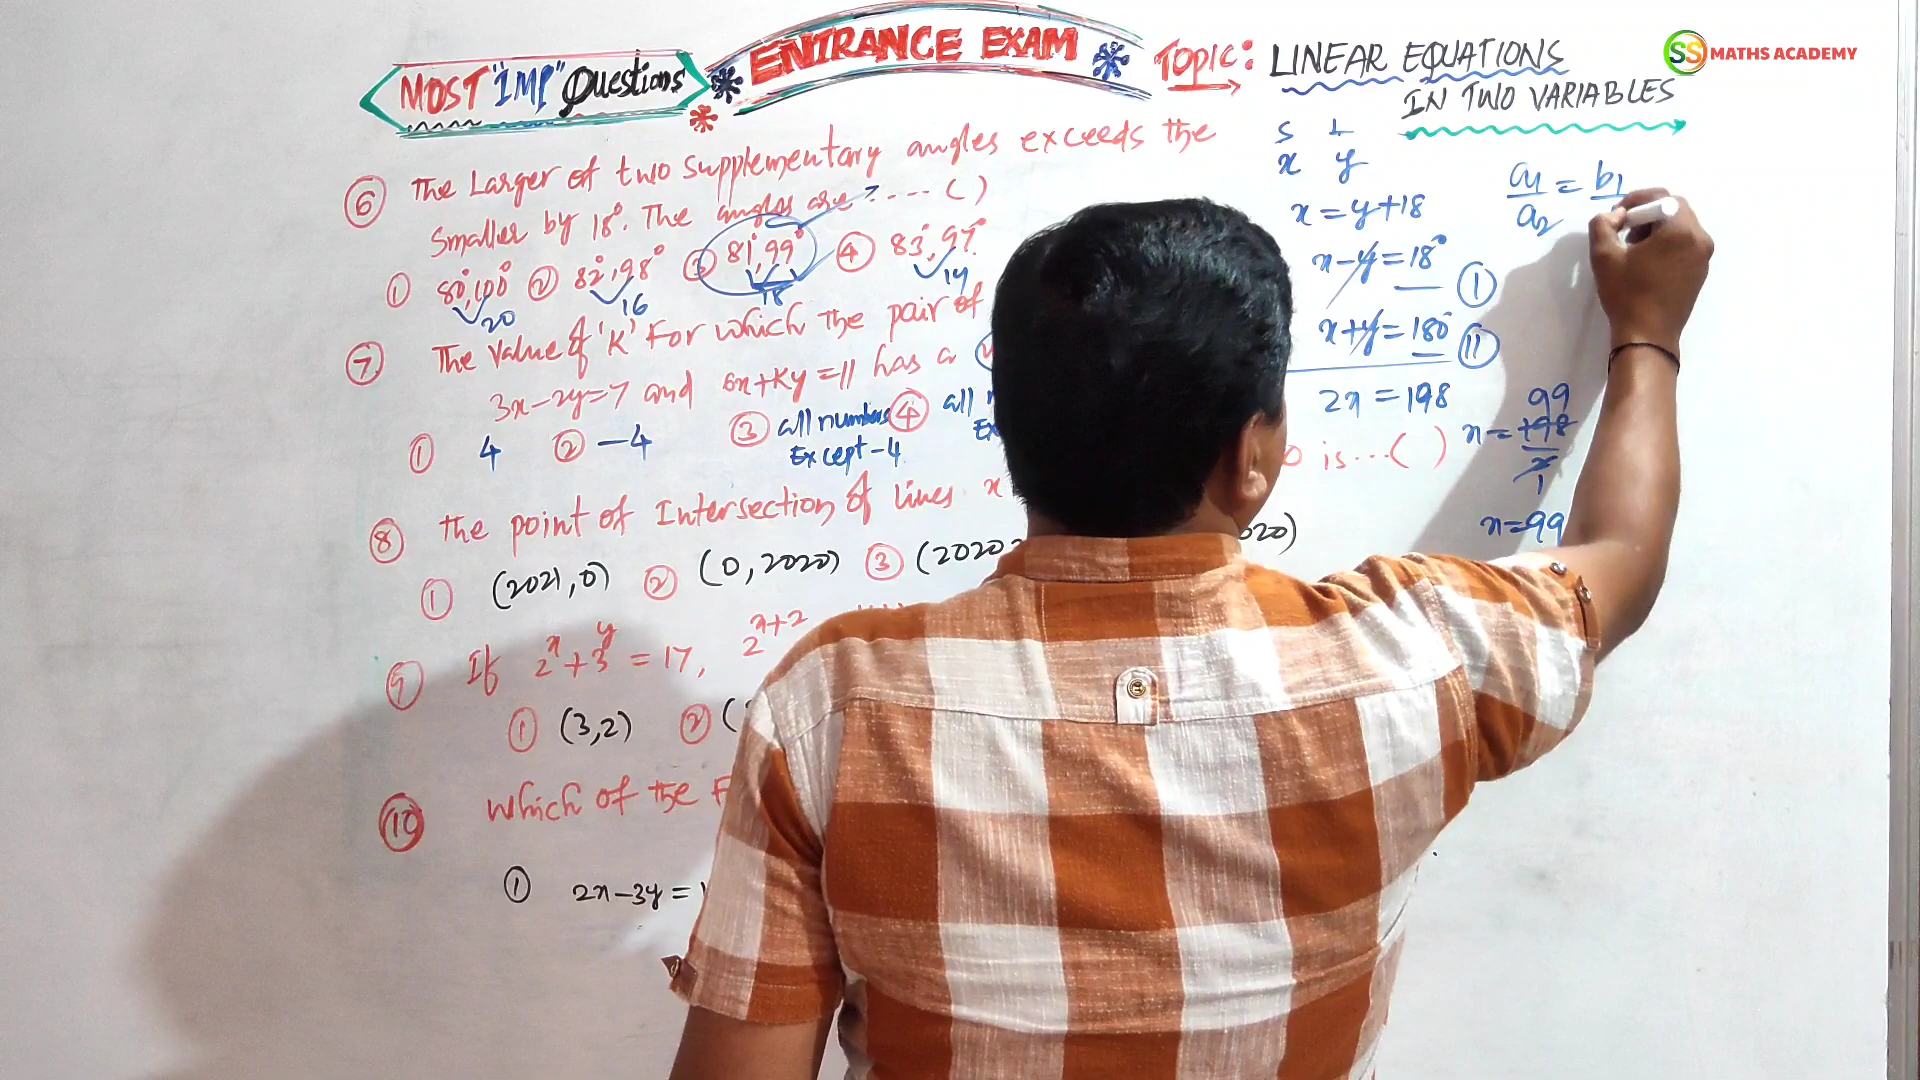 MOST "IMP" Questions
ENTRANCE EXAM
Topic: LINEAR EQUATIONS
IN TWO VARIABLES
SS MATHS ACADEMY
⑥ The Larger of two supplementary angles exceeds the
smaller by 18°. The angles are ?.... ( )
① 80°,100° ② 82°,98° ③ 81°,99° ④ 83°,97°
20 16 18 14
⑦ The value of 'K' For which the pair of
3x-2y=7 and 6x+Ky=11 has a
① 4 ② -4 ③ all numbers Except -4 ④ all
is...( )
⑧ the point of Intersection of lines x
① (2021,0) ② (0,2020) ③ (2020
020)
⑨ If 2^x+3^y=17, 2^x+2
① (3,2) ② (
⑩ which of the F
① 2x-3y=
S L
x y
x=y+18
x-y=18° Ⅰ
x+y=180° Ⅱ
2x=198
99
x=198
2
1
x=99
a1/a2 = b1